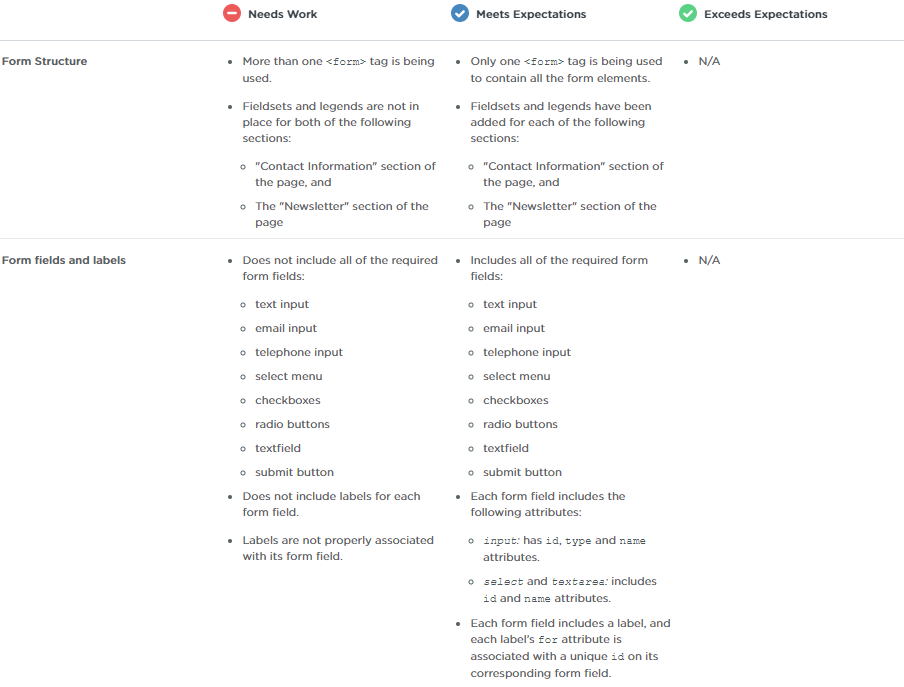 Needs Work
Meets Expectations
Exceeds Expectations
Form Structure
• More than one <form> tag is being
used.
• Fieldsets and legends are not in
place for both of the following
sections:
◦ "Contact Information" section of
the page, and
◦ The "Newsletter" section of the
page
• Only one <form> tag is being used
to contain all the form elements.
• Fieldsets and legends have been
added for each of the following
sections:
◦ "Contact Information" section of
the page, and
◦ The "Newsletter" section of the
page
• N/A
Form fields and labels
• Does not include all of the required
form fields:
◦ text input
◦ email input
◦ telephone input
◦ select menu
◦ checkboxes
◦ radio buttons
◦ textfield
◦ submit button
• Does not include labels for each
form field.
• Labels are not properly associated
with its form field.
• Includes all of the required form
fields:
◦ text input
◦ email input
◦ telephone input
◦ select menu
◦ checkboxes
◦ radio buttons
◦ textfield
◦ submit button
• Each form field includes the
following attributes:
◦ input: has id, type and name
attributes.
◦ select and textarea: includes
id and name attributes.
• Each form field includes a label, and
each label's for attribute is
associated with a unique id on its
corresponding form field.
• N/A